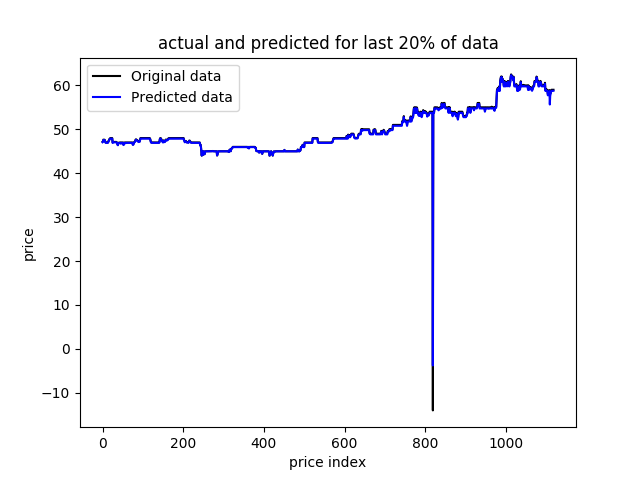 actual and predicted for last 20% of data
Original data
Predicted data
60
50
40
30
20
10
0
−10
price
0
200
400
600
800
1000
price index